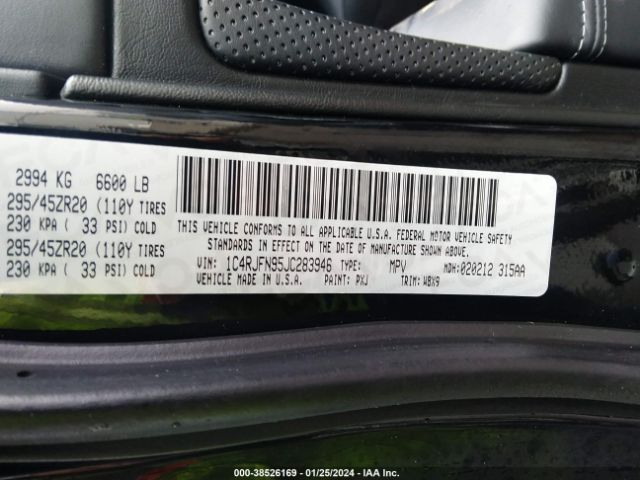 2994 KG 6600 LB
295/45ZR20 (110Y TIRES
230 KPA ( 33 PSI) COLD
295/45ZR20 (110Y TIRES
230 KPA ( 33 PSI) COLD
THIS VEHICLE CONFORMS TO ALL APPLICABLE U.S.A. FEDERAL MOTOR VEHICLE SAFETY
STANDARDS IN EFFECT ON THE DATE OF MANUFACTURE SHOWN ABOVE.
VIN: 1C4RJFN95JC283946 TYPE: MPV MDH:020212 315AA
VEHICLE MADE IN U.S.A. PAINT: PXJ TRIM: WBX9
000-38526169 - 01/25/2024 - IAA Inc.